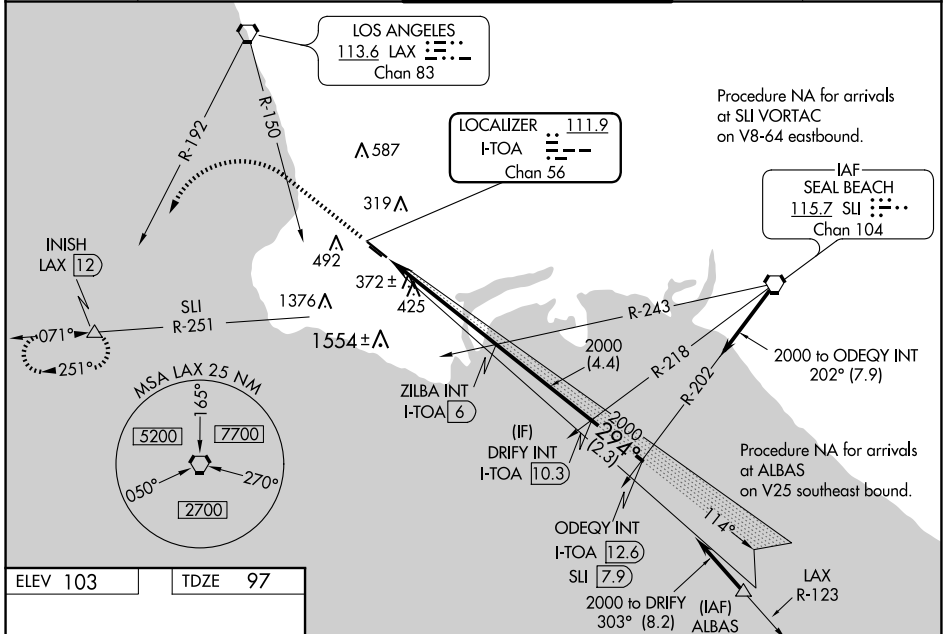 LOS ANGELES
113.6 LAX
Chan 83
R-192
R-150
587
LOCALIZER 111.9
I-TOA
Chan 56
Procedure NA for arrivals
at SLI VORTAC
on V8-64 eastbound.
319
IAF
SEAL BEACH
115.7 SLI
Chan 104
492
INISH
LAX 12
372 ±
425
1376
SLI
R-251
071°
251°
1554 ±
R-243
2000
(4.4)
R-218
R-202
2000 to ODEQY INT
202° (7.9)
ZILBA INT
I-TOA 6
MSA LAX 25 NM
165°
5200
7700
050°
270°
2700
(IF)
DRIFY INT
I-TOA 10.3
2000
294°
(2.3)
Procedure NA for arrivals
at ALBAS
on V25 southeast bound.
114°
ODEQY INT
I-TOA 12.6
SLI 7.9
2000 to DRIFY
303° (8.2)
(IAF)
ALBAS
LAX
R-123
ELEV 103
TDZE 97